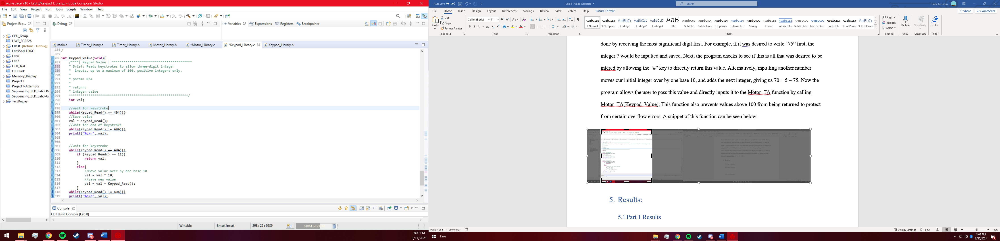 workspace_v10 - Lab 8/Keypad_Library.c - Code Composer Studio
File Edit View Project Run Tools Scripts Window Help
Project Exp...
CPU_Temp
HW2_EGR226
Lab 8 [Active - Debug]
Lab5SeqLEDGG
Lab6
Lab7
LCD_Test
LEDBlink
Memory_Display
Project1
Project1-Attempt2
Sequencing_LED_Lab3_P2
Sequencing_LED_Lab3-Ga
TextDispay
Debug
(x)= Variables Expressions Registers Breakpoints
main.c Timer_Library.c Timer_Library.h Motor_Library.h *Motor_Library.c *Keypad_Library.c Keypad_Library.h
284 }
285
286 int Keypad_Value(void){
287 /****| Keypad_Value | *****************************************
288 * Brief: Reads keystrokes to allow three-digit integer
289 * inputs, up to a maximum of 100. positive integers only.
290 *
291 * param: N/A
292 *
293 * return:
294 * integer value
295 *************************************************************/
296 int val;
297
298 //wait for keystroke
299 while(Keypad_Read() == 404){}
300 //Save value
301 val = Keypad_Read();
302 //wait for end of keystroke
303 while(Keypad_Read() != 404){}
304 printf("%d\n", val);
305
306
307 //wait for keystroke
308 while(Keypad_Read() == 404){}
309 if (Keypad_Read() == 11){
310 return val;
311 }
312 else{
313 //Move value over by one base 10
314 val = val * 10;
315 //save new value
316 val = val + Keypad_Read();
317 }
318 while(Keypad_Read() != 404){}
319 printf("%d\n", val);
Console
CDT Build Console [Lab 8]
Writable Smart Insert 298 : 25 : 9239
3:09 PM
3/17/2021
AutoSave Off Lab 8 - Gabe Gasbarre Search Gabe Gasbarre
File Home Insert Design Layout References Mailings Review View Zotero Help Picture Format Share Comments
Paste Cut Copy Format Painter
Clipboard
Calibri (Body) 11
Font
Paragraph
AaBbCcDc AaBbCcDc AaBbCc AaBbCcC AaBbCcD AaB AaBbCcC AaBbCcDc AaBbCcDc AaBbCcDc AaBbCcDc AaBbCcDc AaBbCcDc AaBbCcDc AaBbCcDc AaBbCcDc AaBbCcDc AaBbC
¶ Normal ¶ No Spac... Heading 1 Heading 2 Heading 3 Title Subtitle Subtle Em... Emphasis Intense E... Strong Quote Intense Q... Subtle Ref... Intense Re... Book Title ¶ List Para... ¶ TOC Hea...
Styles
Find Replace Select
Editing
Dictate
Voice
Sensitivity
Sensitivity
Editor
Editor
done by receiving the most significant digit first. For example, if it was desired to write “75” first, the
integer 7 would be inputted and saved. Next, the program checks to see if this is all that was desired to be
intered by allowing the “#” key to directly return this value. Alternatively, inputting another number
moves our initial integer over by one base 10, and adds the next integer, giving us 70 + 5 = 75. Now the
program allows the user to pass this value and directly inputs it to the Motor_TA function by calling
Motor_TA(Keypad_Value); This function also prevents values above 100 from being returned to protect
from certain overflow errors. A snippet of this function can be seen below.
5. Results:
5.1 Part 1 Results
Page 7 of 8 1060 words Display Settings Focus 160%
Links
3:09 PM
3/17/2021